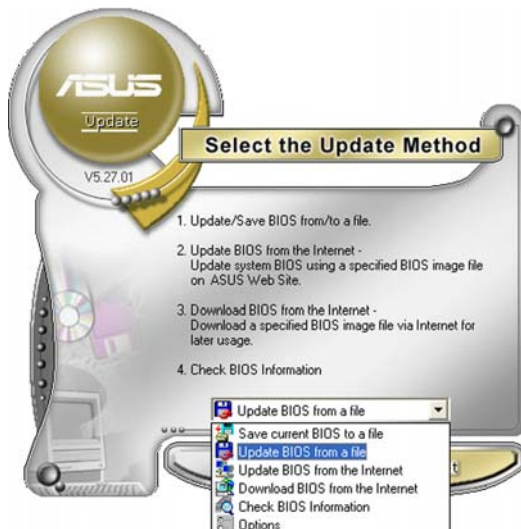 ASUS
Update
V5.27.01
Select the Update Method
1. Update/Save BIOS from/to a file.
2. Update BIOS from the Internet -
Update system BIOS using a specified BIOS image file
on ASUS Web Site.
3. Download BIOS from the Internet -
Download a specified BIOS image file via Internet for
later usage.
4. Check BIOS Information
Update BIOS from a file
Save current BIOS to a file
Update BIOS from a file
Update BIOS from the Internet
Download BIOS from the Internet
Check BIOS Information
Options